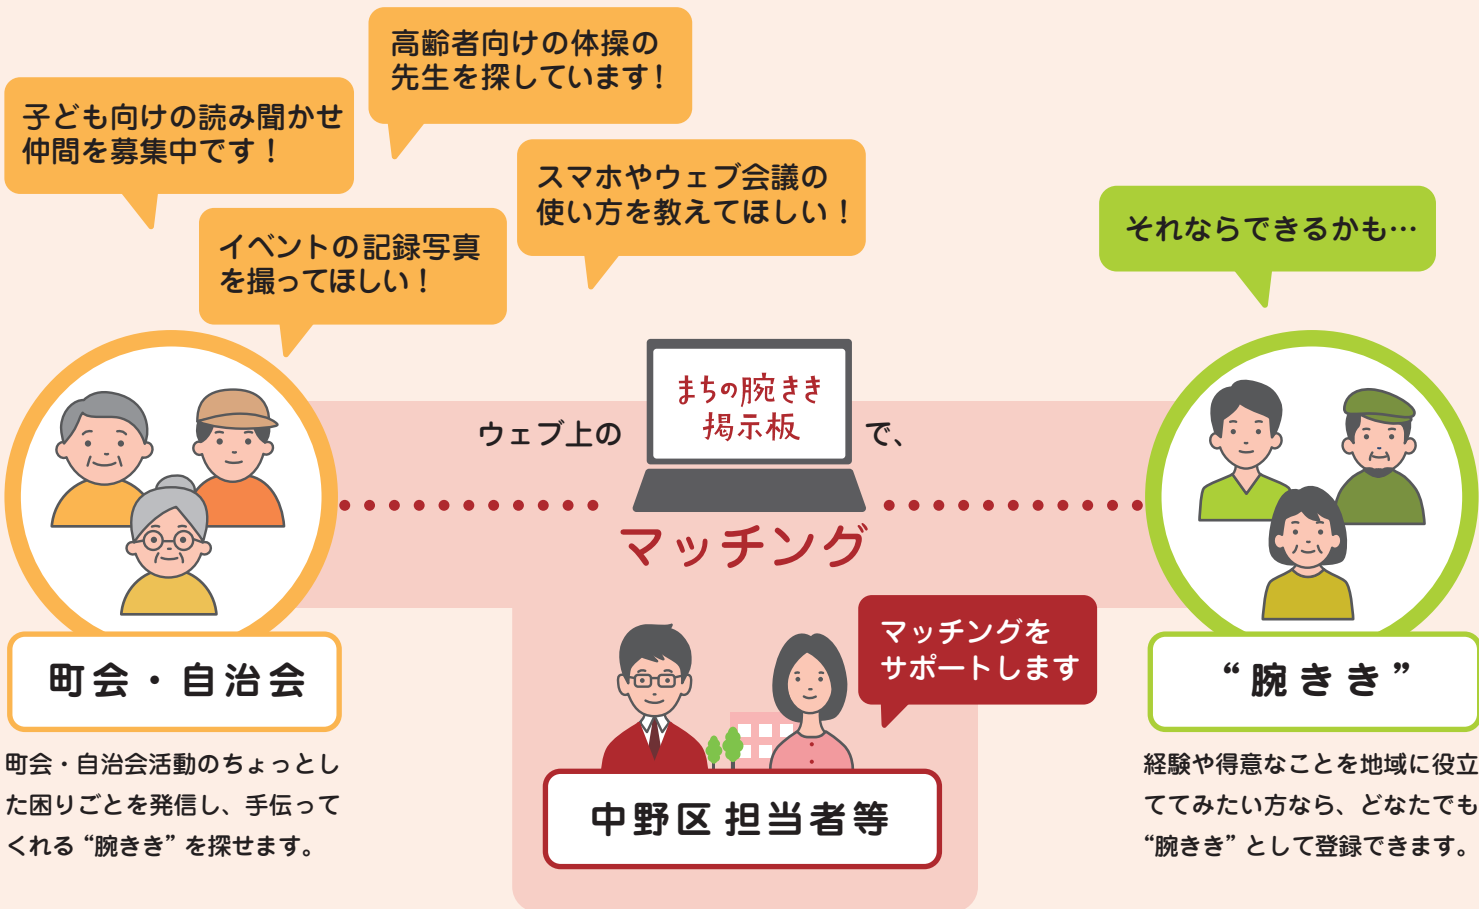 高齢者向けの体操の
先生を探しています！
子ども向けの読み聞かせ
仲間を募集中です！
スマホやウェブ会議の
使い方を教えてほしい！
イベントの記録写真
を撮ってほしい！
それならできるかも…
ウェブ上の
まちの腕きき
掲示板
で、
マッチング
町会・自治会
町会・自治会活動のちょっとし
た困りごとを発信し、手伝って
くれる“腕きき”を探せます。
マッチングを
サポートします
中野区 担当者等
“腕きき”
経験や得意なことを地域に役立
ててみたい方なら、どなたでも
“腕きき”として登録できます。